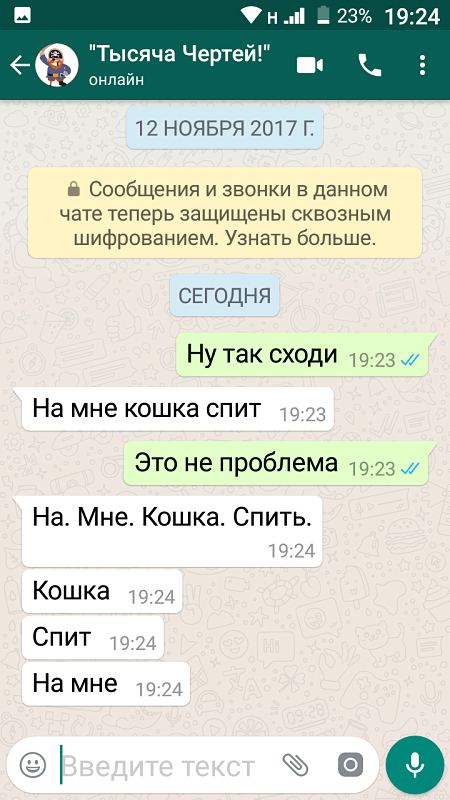 Н 23% 19:24
"Тысяча Чертей!"
онлайн
12 НОЯБРЯ 2017 Г.
Сообщения и звонки в данном
чате теперь защищены сквозным
шифрованием. Узнать больше.
СЕГОДНЯ
Ну так сходи 19:23
На мне кошка спит 19:23
Это не проблема 19:23
На. Мне. Кошка. Спить.
19:24
Кошка 19:24
Спит 19:24
На мне 19:24
Введите текст